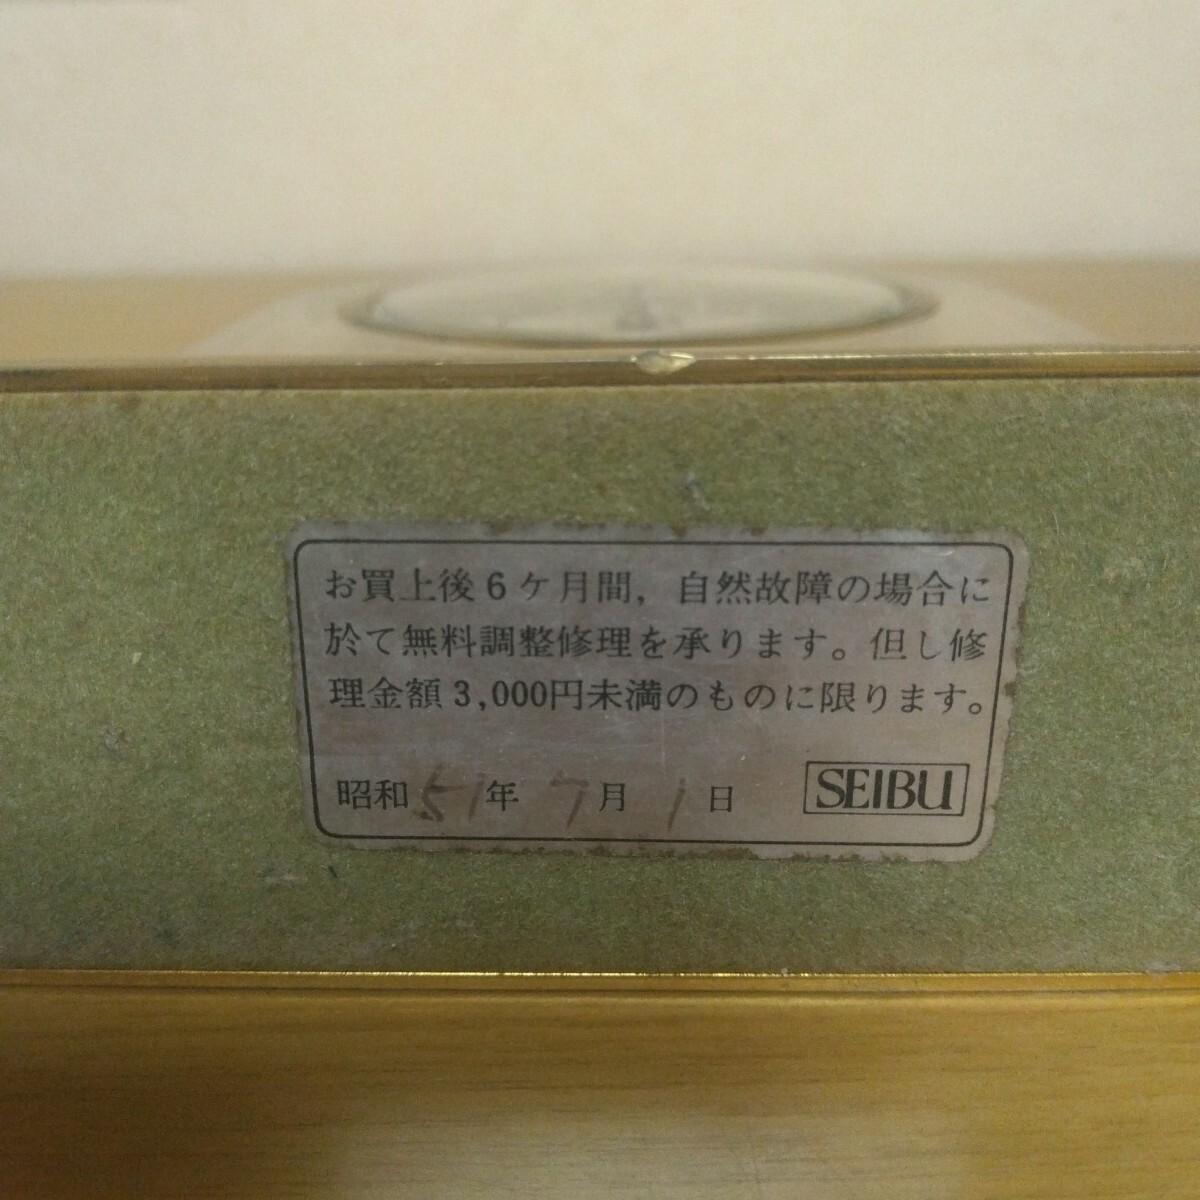 お買上後6ケ月間，自然故障の場合に
於て無料調整修理を承ります。但し修
理金額3,000円未満のものに限ります。
昭和51年7月1日 SEIBU